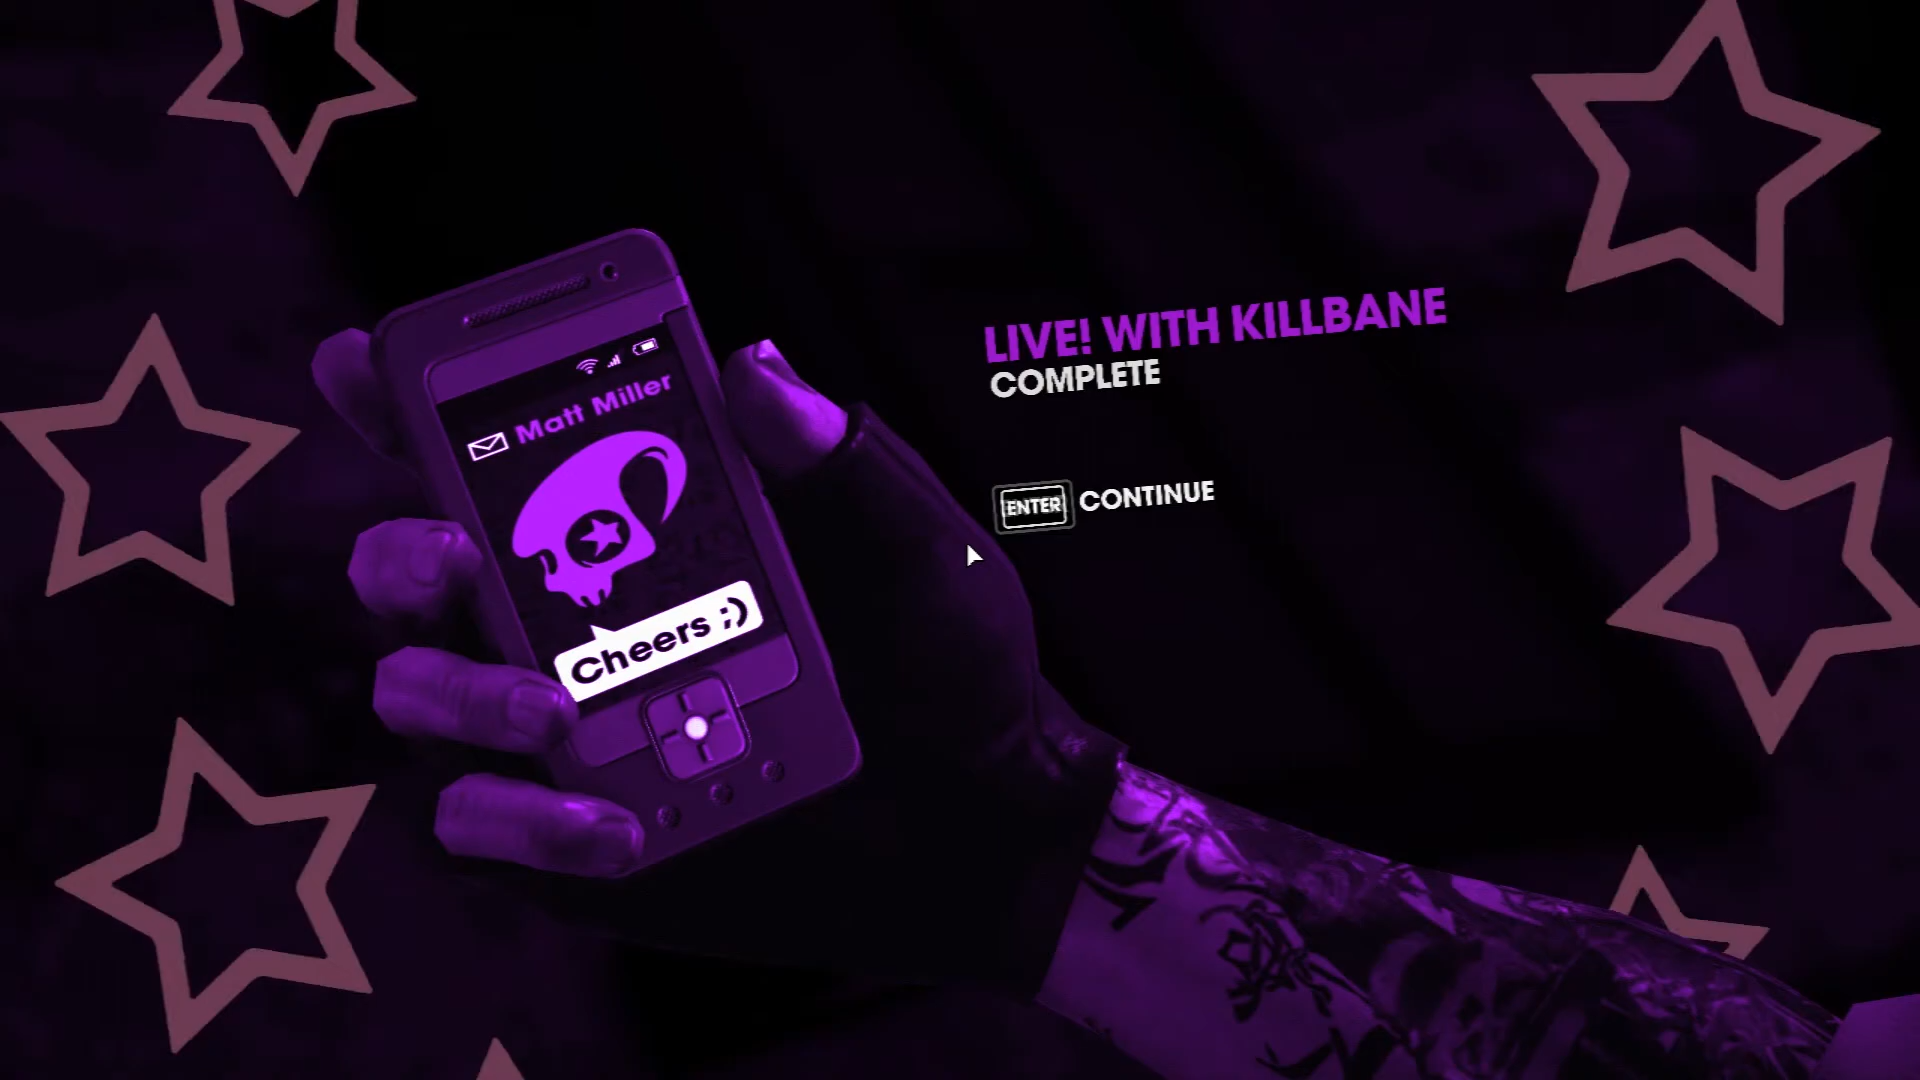 Matt Miller
Cheers ;)
LIVE! WITH KILLBANE
COMPLETE
ENTER CONTINUE